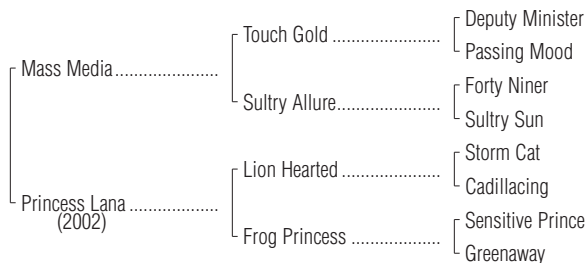 Deputy Minister
Touch Gold ......................
Passing Mood
Mass Media .....................
Forty Niner
Sultry Allure.....................
Sultry Sun
Storm Cat
Lion Hearted ....................
Cadillacing
Princess Lana ..................
(2002)
Sensitive Prince
Frog Princess ...................
Greenaway